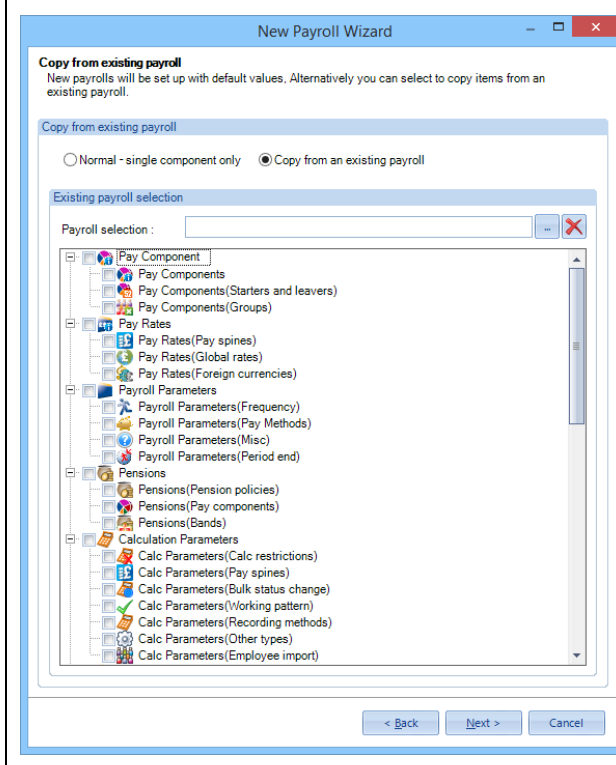 New Payroll Wizard
Copy from existing payroll
New payrolls will be set up with default values, Alternatively you can select to copy items from an
existing payroll.
Copy from existing payroll
Normal - single component only Copy from an existing payroll
Existing payroll selection
Payroll selection : ...
Pay Component
Pay Components
Pay Components(Starters and leavers)
Pay Components(Groups)
Pay Rates
Pay Rates(Pay spines)
Pay Rates(Global rates)
Pay Rates(Foreign currencies)
Payroll Parameters
Payroll Parameters(Frequency)
Payroll Parameters(Pay Methods)
Payroll Parameters(Misc)
Payroll Parameters(Period end)
Pensions
Pensions(Pension policies)
Pensions(Pay components)
Pensions(Bands)
Calculation Parameters
Calc Parameters(Calc restrictions)
Calc Parameters(Pay spines)
Calc Parameters(Bulk status change)
Calc Parameters(Working pattern)
Calc Parameters(Recording methods)
Calc Parameters(Other types)
Calc Parameters(Employee import)
< Back Next > Cancel